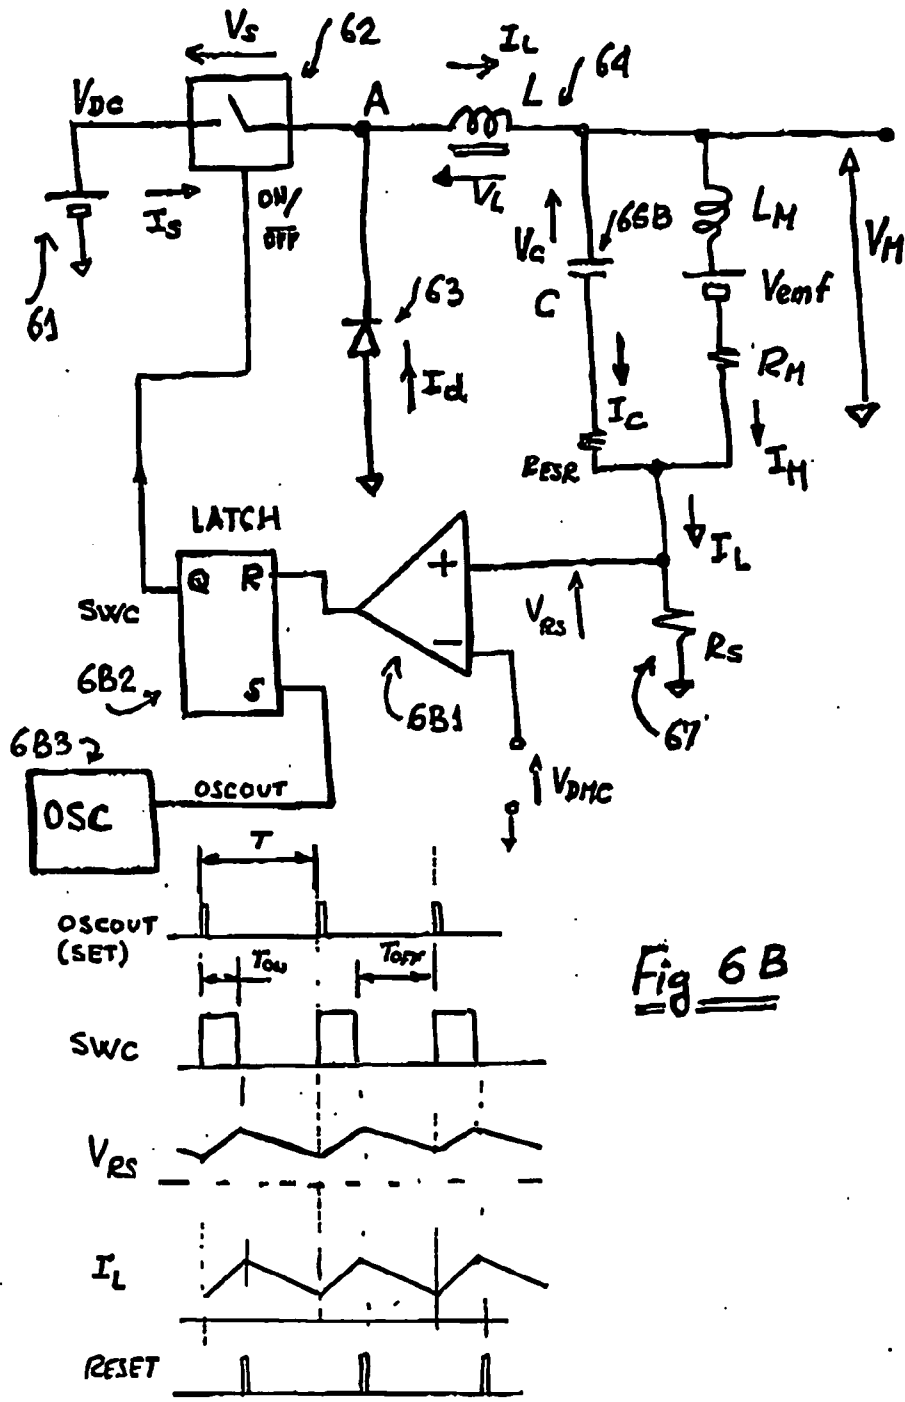 Vs
62
IL
64
VDC
A
L
Is
ON/
OFF
VL
Vc
66B
LM
VM
61
63
C
Vemf
Id
Ic
RM
RESR
IM
LATCH
IL
Q
R
+
SWC
VRS
−
Rs
6B2
S
6B1
67
6B3
OSC
OSCOUT
VDMC
T
OSCOUT
(SET)
TON
TOFF
Fig 6B
SWC
VRS
IL
RESET